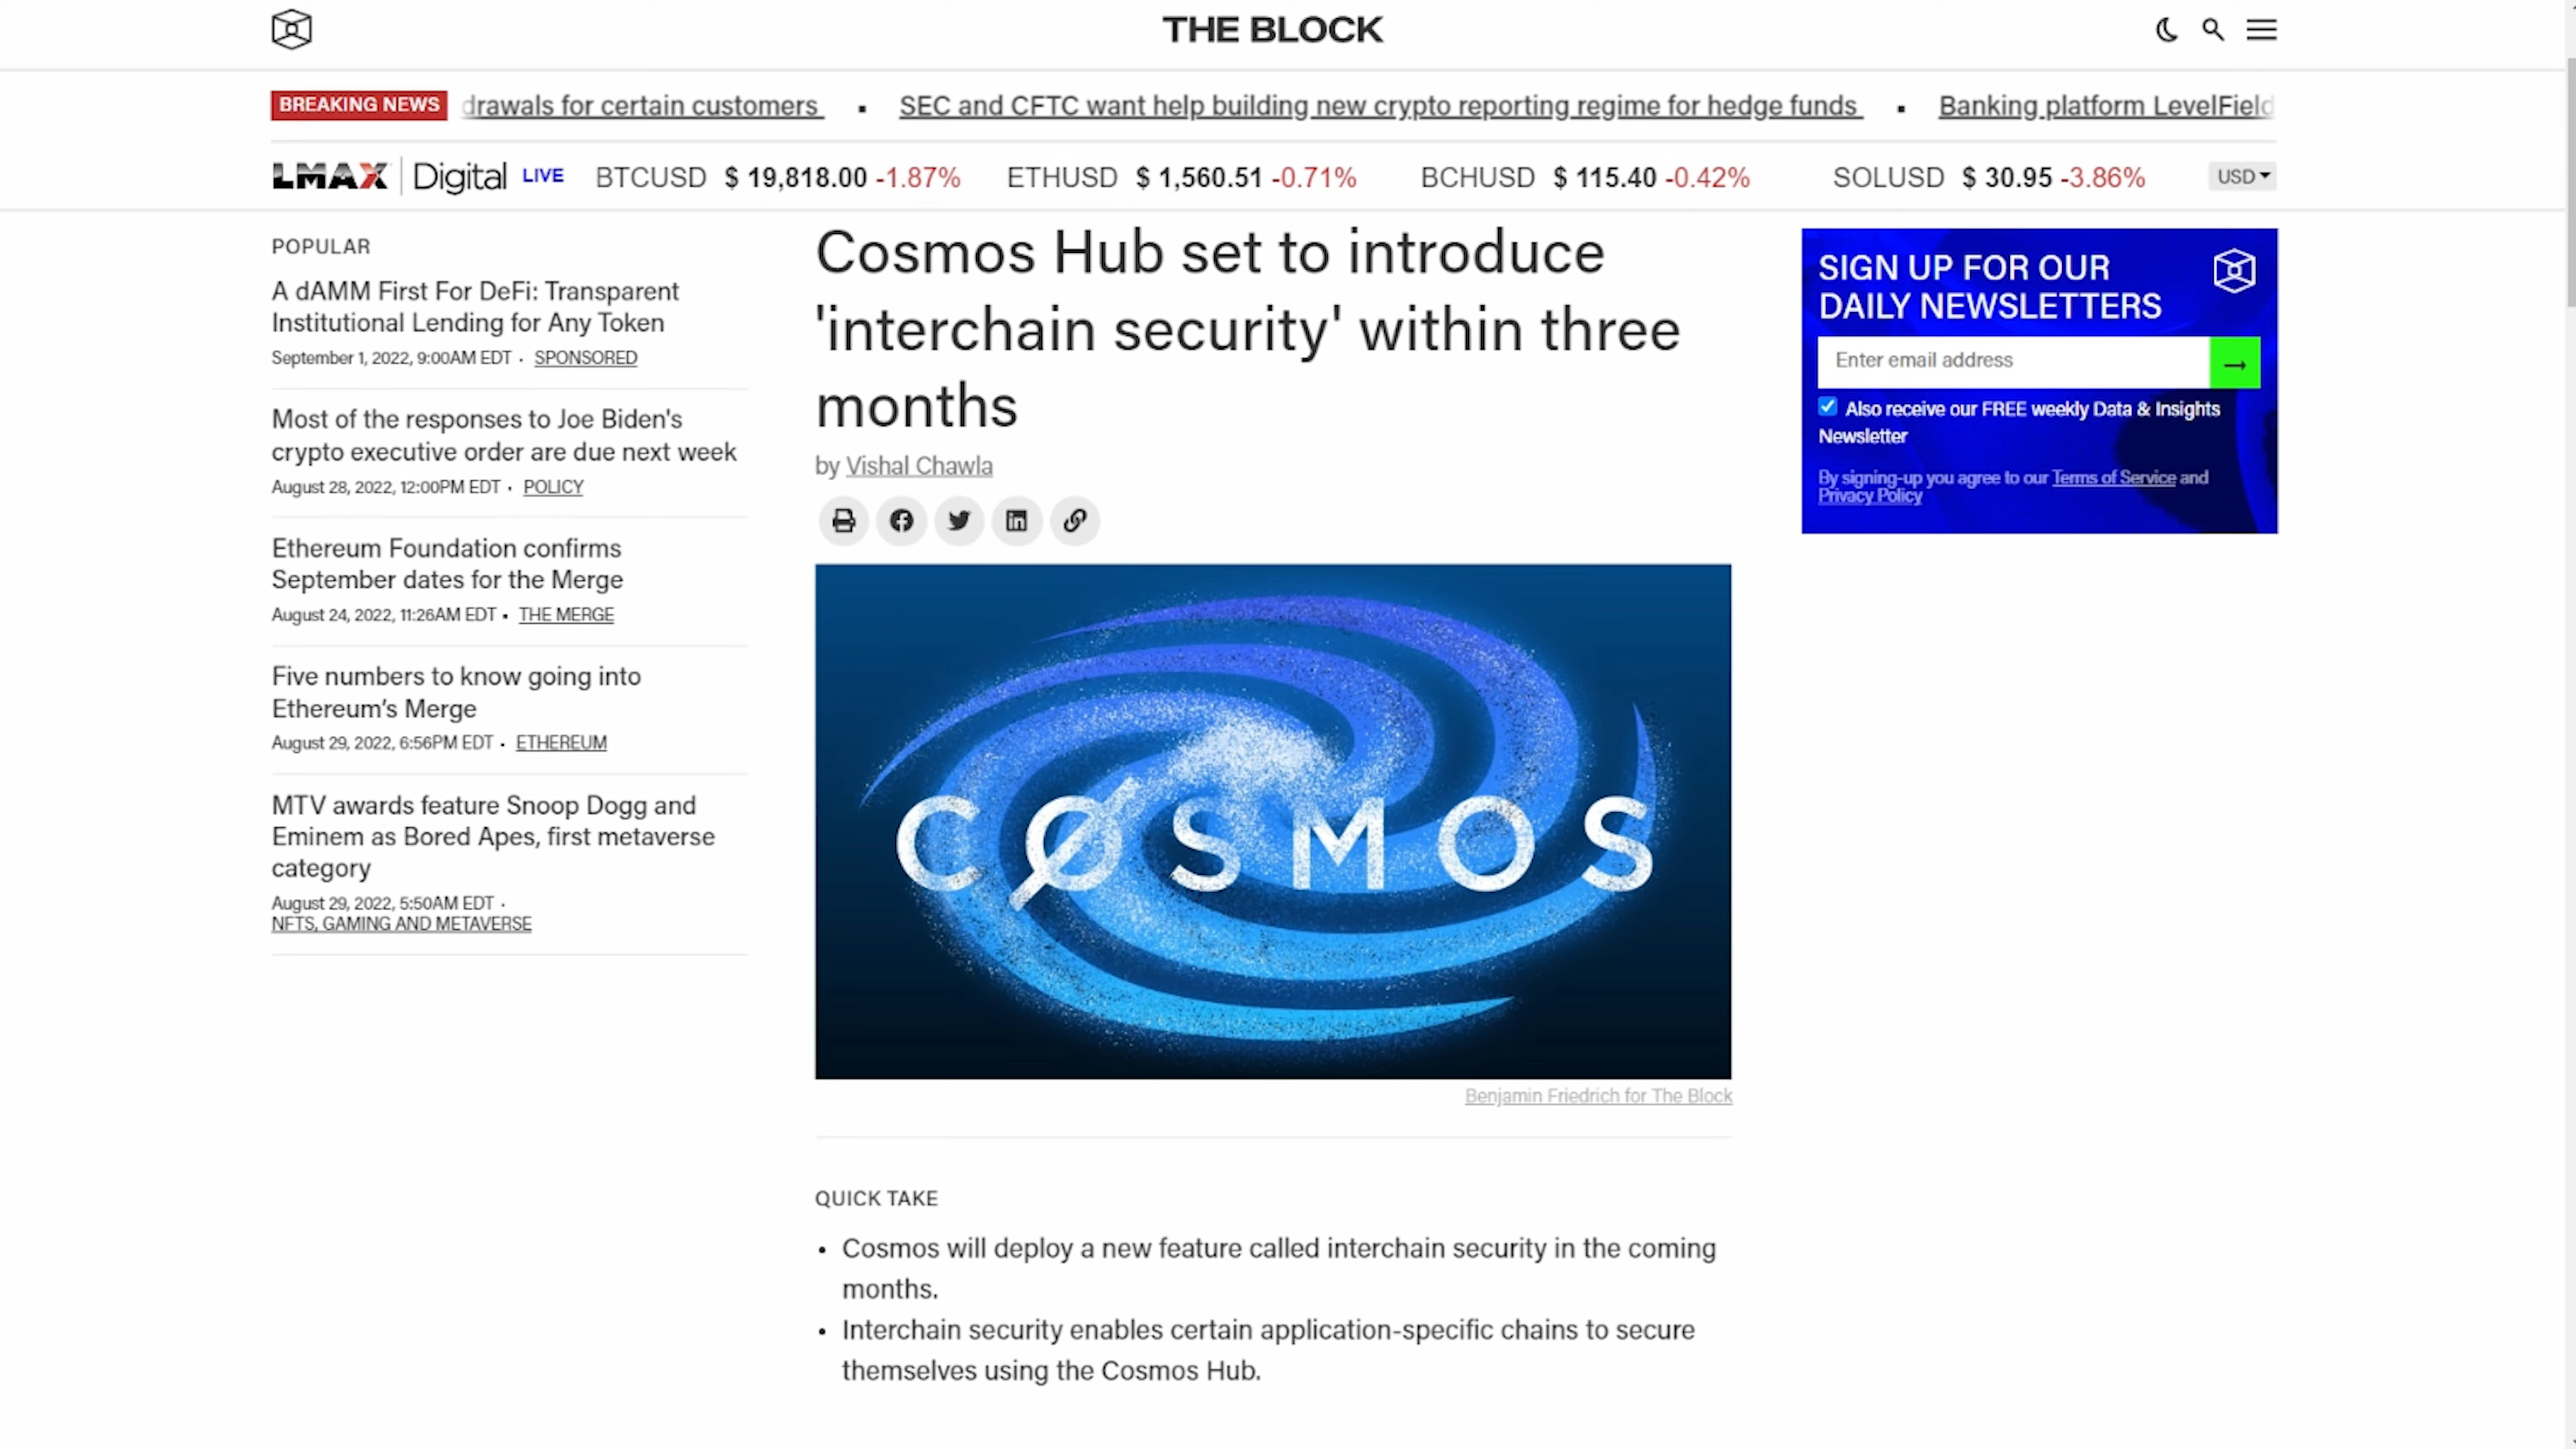 THE BLOCK
BREAKING NEWS drawals for certain customers ▪ SEC and CFTC want help building new crypto reporting regime for hedge funds ▪ Banking platform LevelField
LMAX Digital LIVE BTCUSD $ 19,818.00 -1.87% ETHUSD $ 1,560.51 -0.71% BCHUSD $ 115.40 -0.42% SOLUSD $ 30.95 -3.86% USD
POPULAR
A dAMM First For DeFi: Transparent
Institutional Lending for Any Token
September 1, 2022, 9:00AM EDT · SPONSORED
Most of the responses to Joe Biden's
crypto executive order are due next week
August 28, 2022, 12:00PM EDT · POLICY
Ethereum Foundation confirms
September dates for the Merge
August 24, 2022, 11:26AM EDT · THE MERGE
Five numbers to know going into
Ethereum’s Merge
August 29, 2022, 6:56PM EDT · ETHEREUM
MTV awards feature Snoop Dogg and
Eminem as Bored Apes, first metaverse
category
August 29, 2022, 5:50AM EDT ·
NFTS, GAMING AND METAVERSE
Cosmos Hub set to introduce
'interchain security' within three
months
by Vishal Chawla
CØSMOS
Benjamin Friedrich for The Block
QUICK TAKE
• Cosmos will deploy a new feature called interchain security in the coming
months.
• Interchain security enables certain application-specific chains to secure
themselves using the Cosmos Hub.
SIGN UP FOR OUR
DAILY NEWSLETTERS
Enter email address →
Also receive our FREE weekly Data & Insights
Newsletter
By signing-up you agree to our Terms of Service and
Privacy Policy